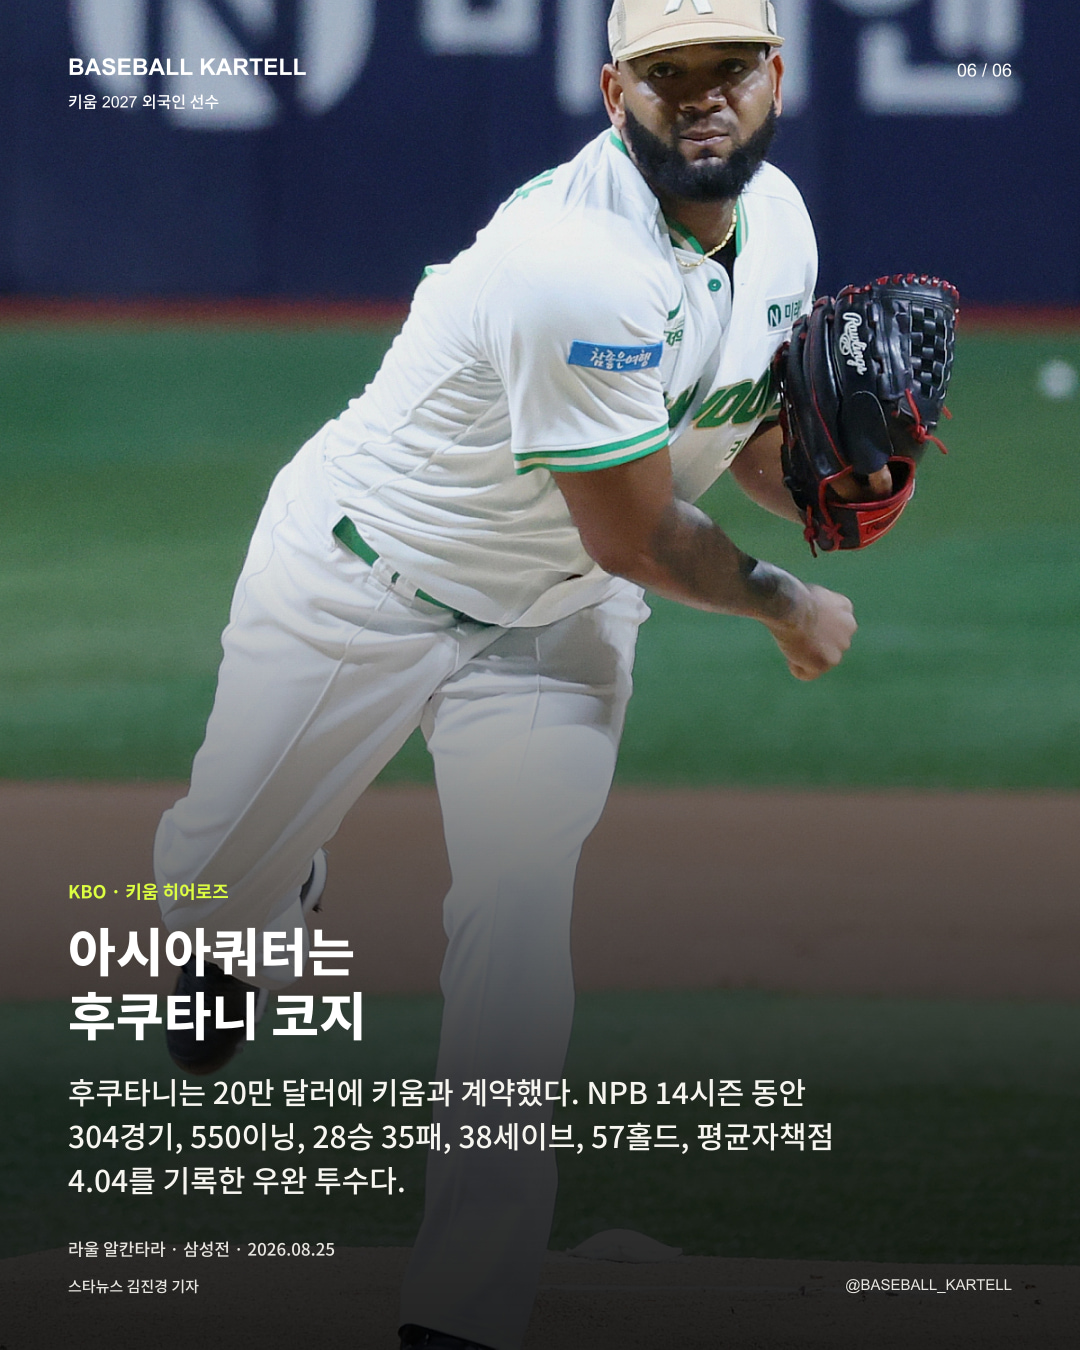 BASEBALL KARTELL
키움 2027 외국인 선수
06 / 06
Rawlings
참좋은여행
KBO · 키움 히어로즈
아시아쿼터는
후쿠타니 코지
후쿠타니는 20만 달러에 키움과 계약했다. NPB 14시즌 동안
304경기, 550이닝, 28승 35패, 38세이브, 57홀드, 평균자책점
4.04를 기록한 우완 투수다.
라울 알칸타라 · 삼성전 · 2026.08.25
스타뉴스 김진경 기자
@BASEBALL_KARTELL